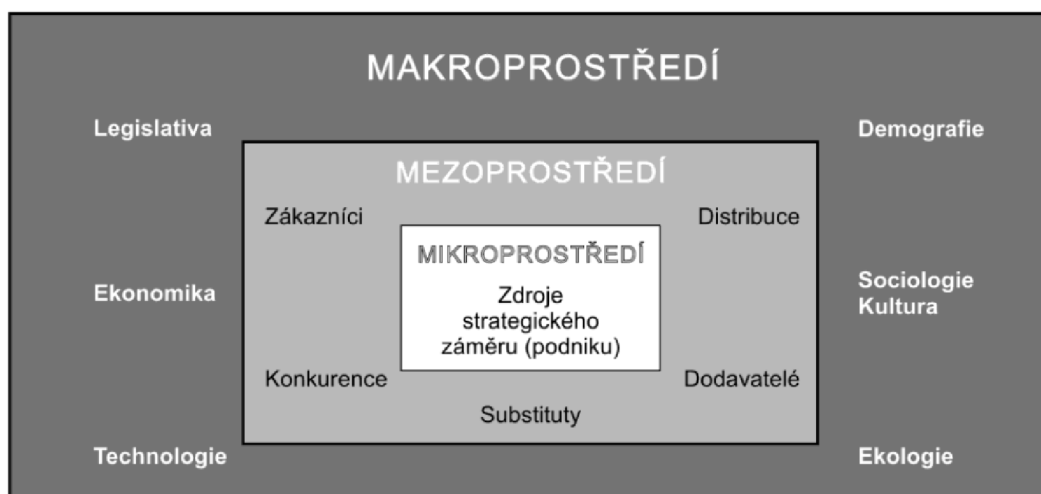 MAKROPROSTŘEDÍ
Legislativa
Demografie
MEZOPROSTŘEDÍ
Zákazníci
Distribuce
MIKROPROSTŘEDÍ
Zdroje
strategického
záměru (podniku)
Ekonomika
Sociologie
Kultura
Konkurence
Dodavatelé
Substituty
Technologie
Ekologie